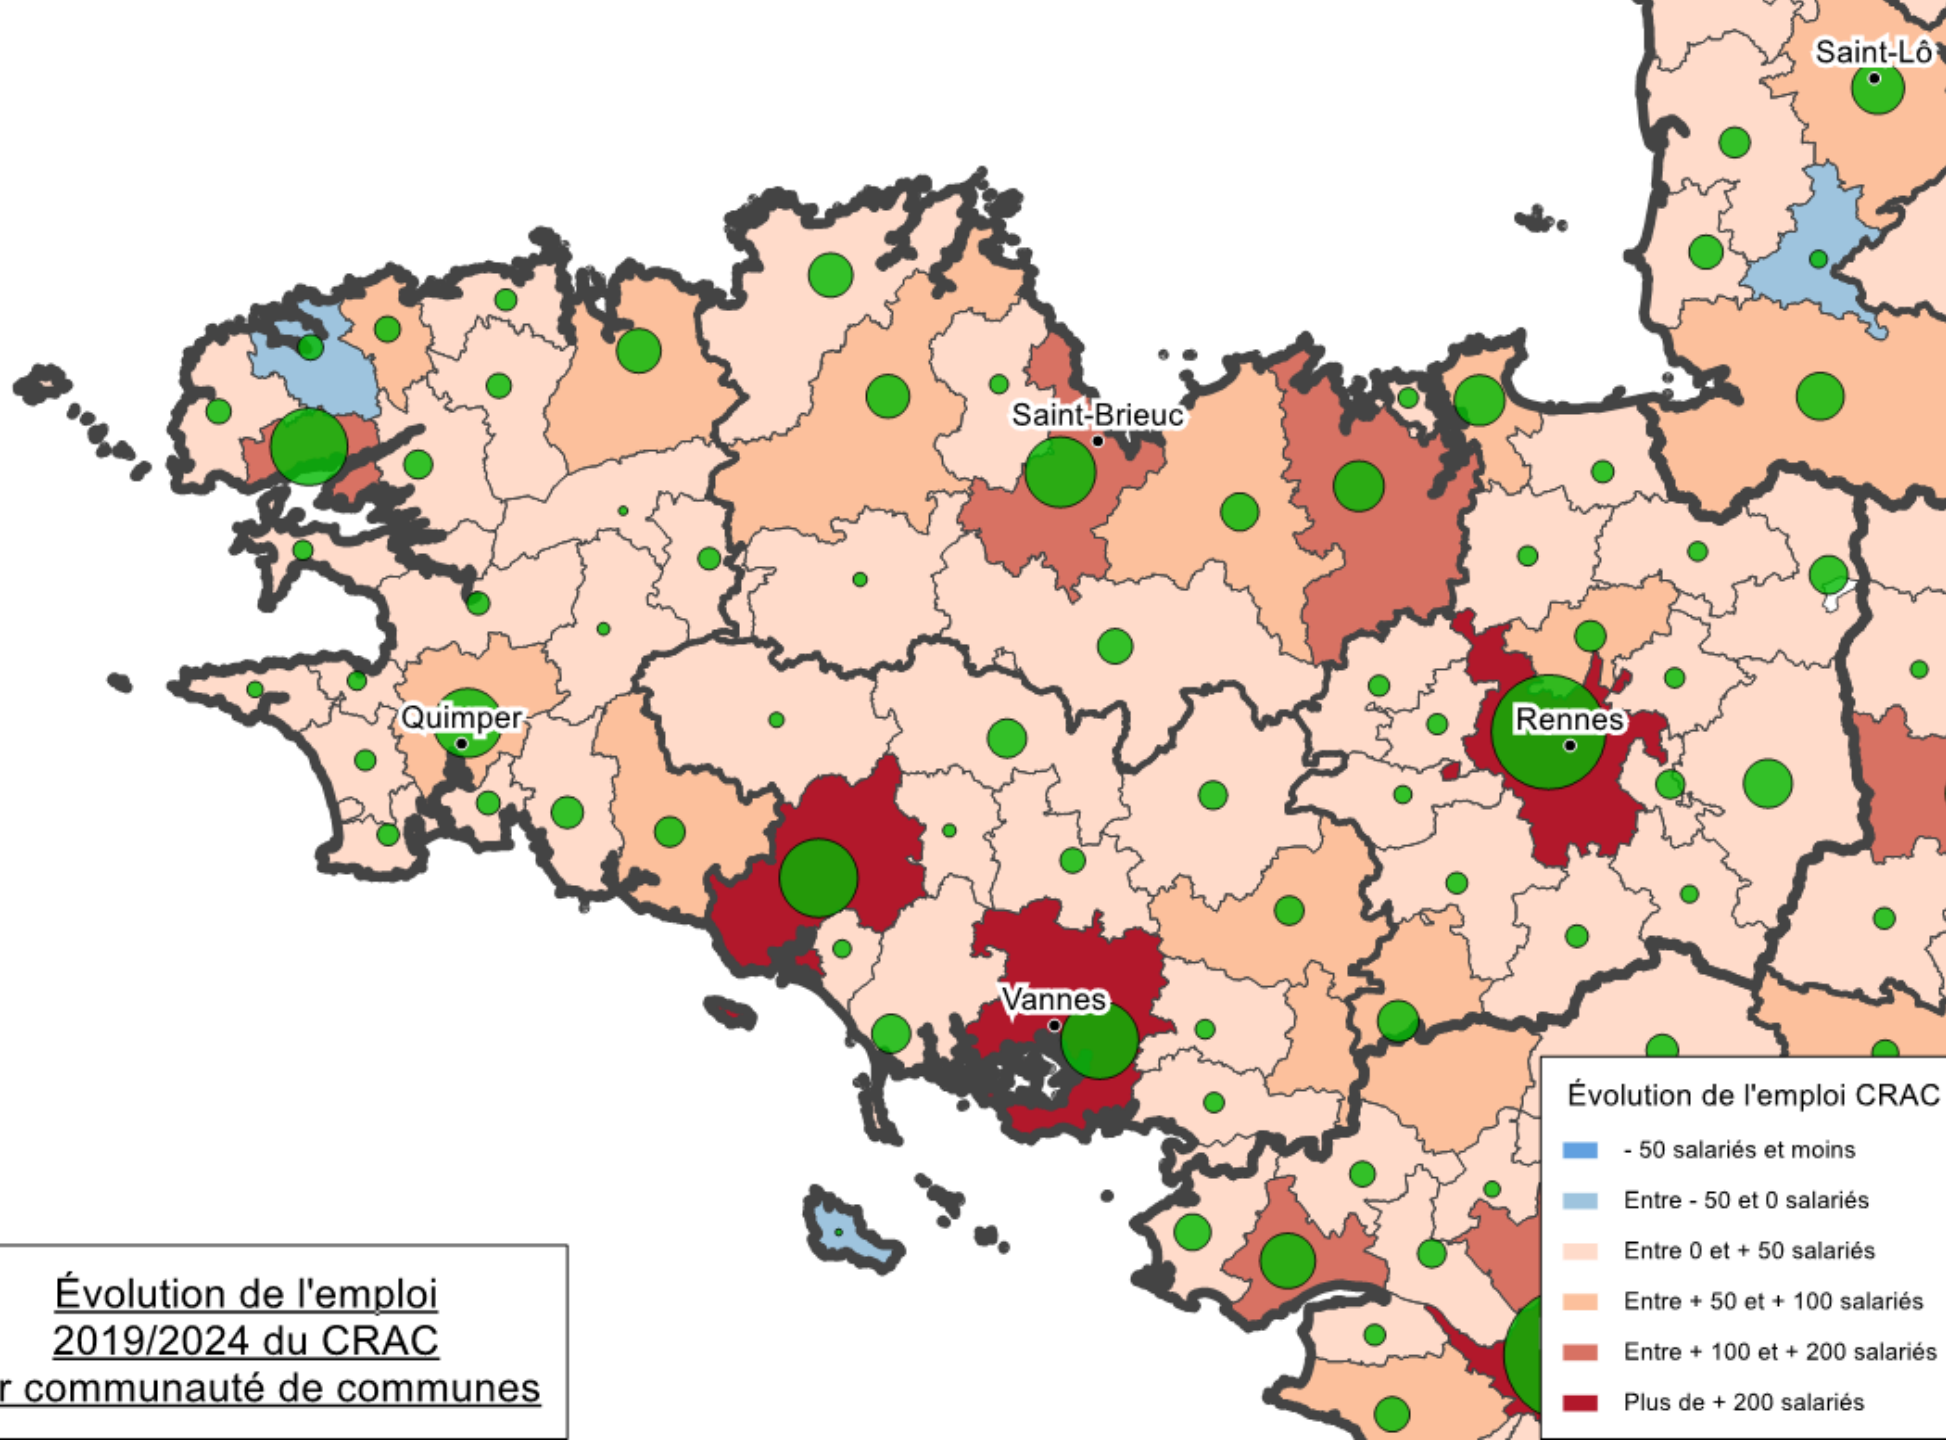 Saint-Lô
Saint-Brieuc
Quimper
Rennes
Vannes
Évolution de l'emploi CRAC
- 50 salariés et moins
Entre - 50 et 0 salariés
Entre 0 et + 50 salariés
Entre + 50 et + 100 salariés
Entre + 100 et + 200 salariés
Plus de + 200 salariés
Évolution de l'emploi
2019/2024 du CRAC
r communauté de communes